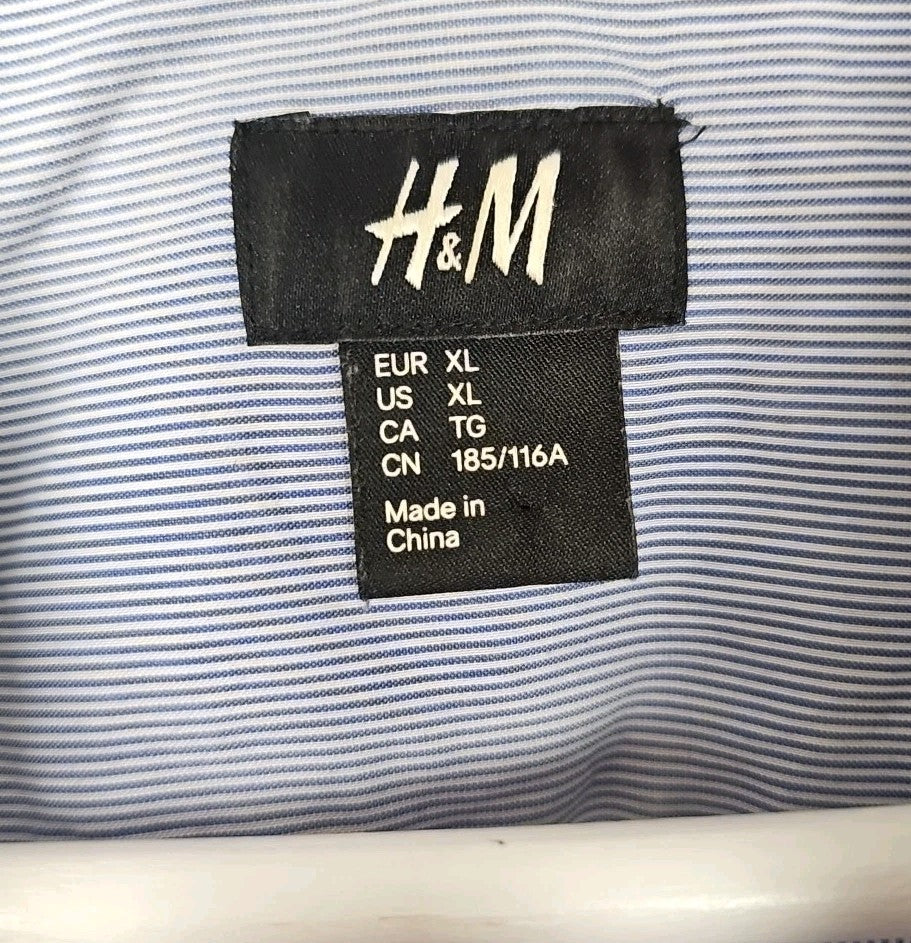 H&M
EUR XL
US XL
CA TG
CN 185/116A
Made in
China